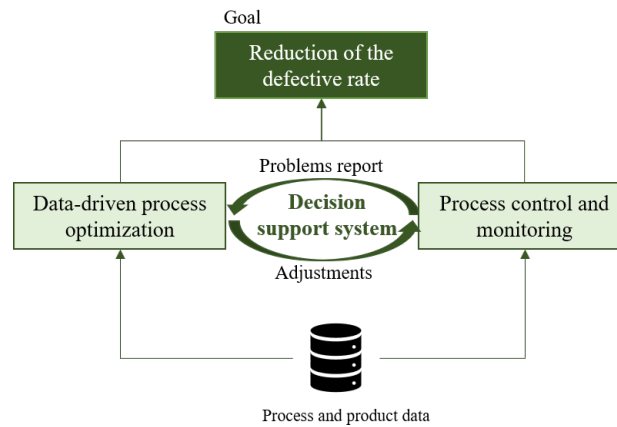 Goal
Reduction of the
defective rate
Problems report
Data-driven process
optimization
Decision
support system
Process control and
monitoring
Adjustments
Process and product data